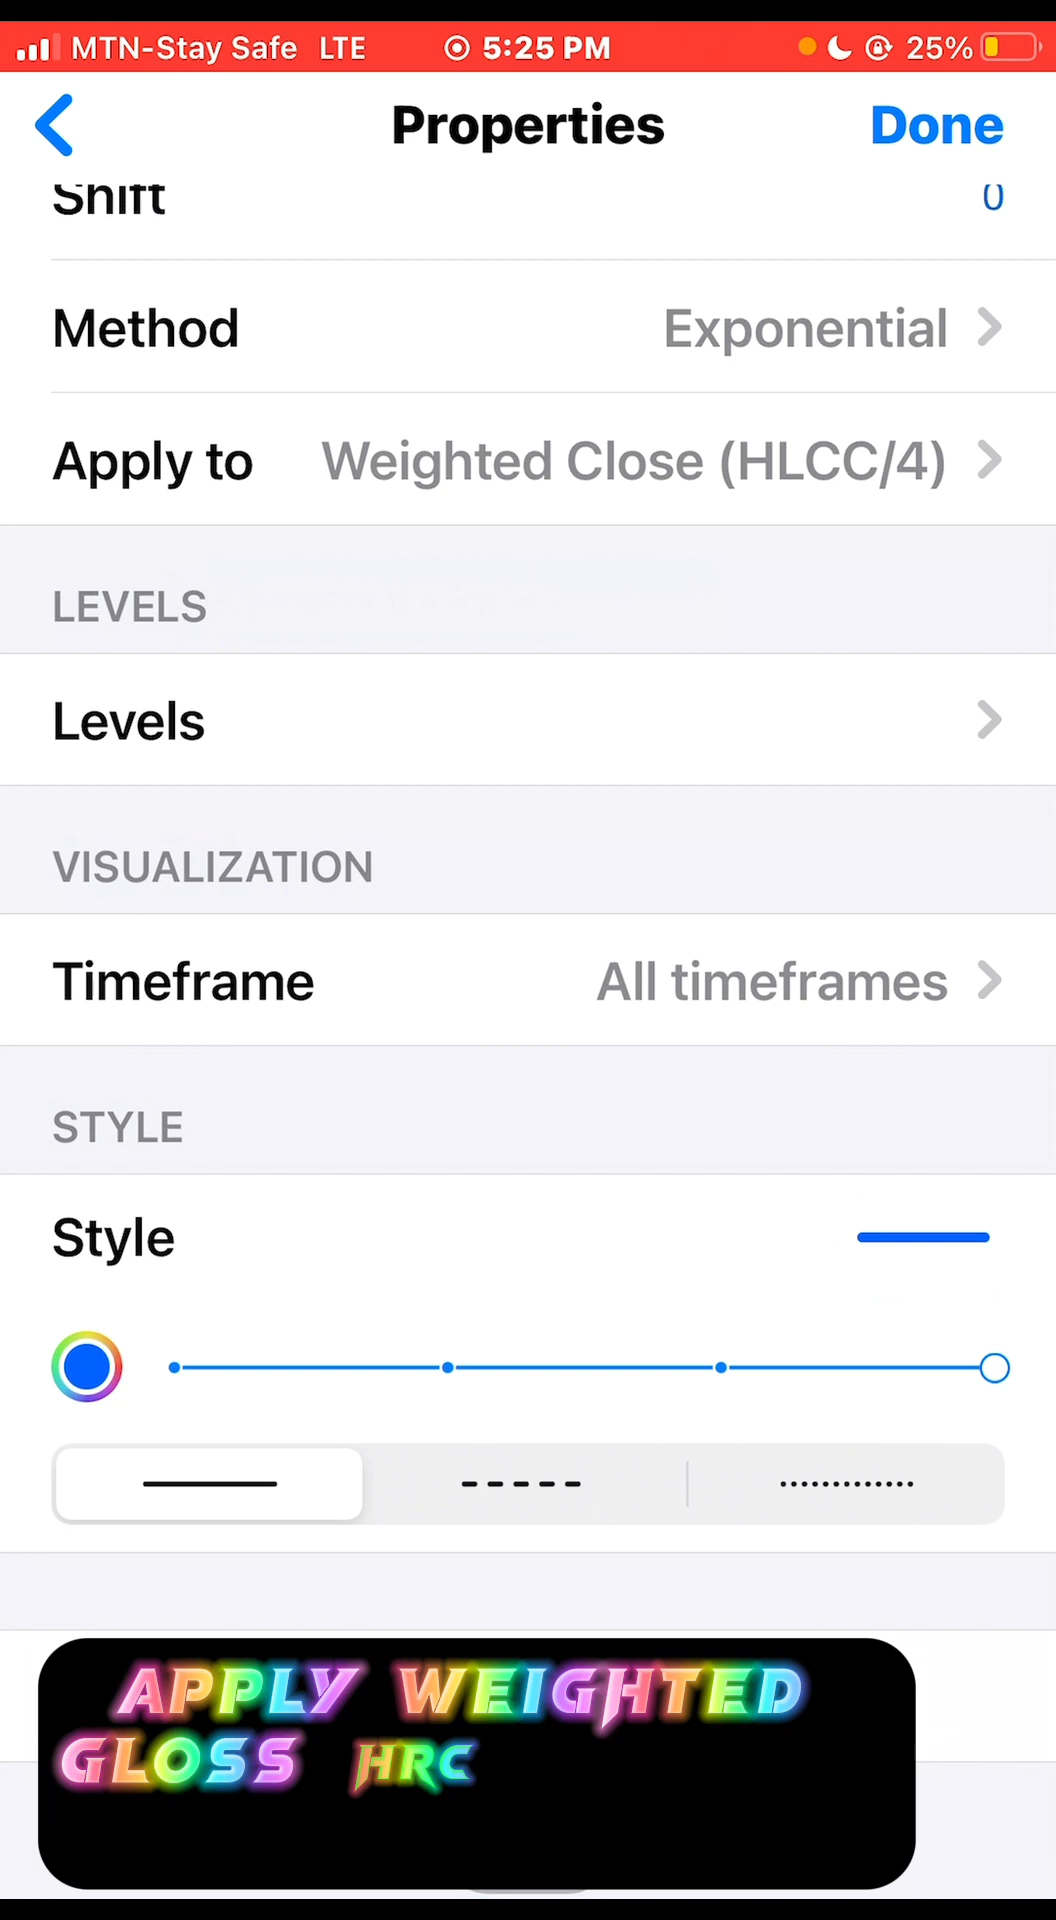 MTN-Stay Safe LTE 5:25 PM 25%
Properties Done
Shift 0
Method Exponential
Apply to Weighted Close (HLCC/4)
LEVELS
Levels
VISUALIZATION
Timeframe All timeframes
STYLE
Style
APPLY WEIGHTED
GLOSS HRC